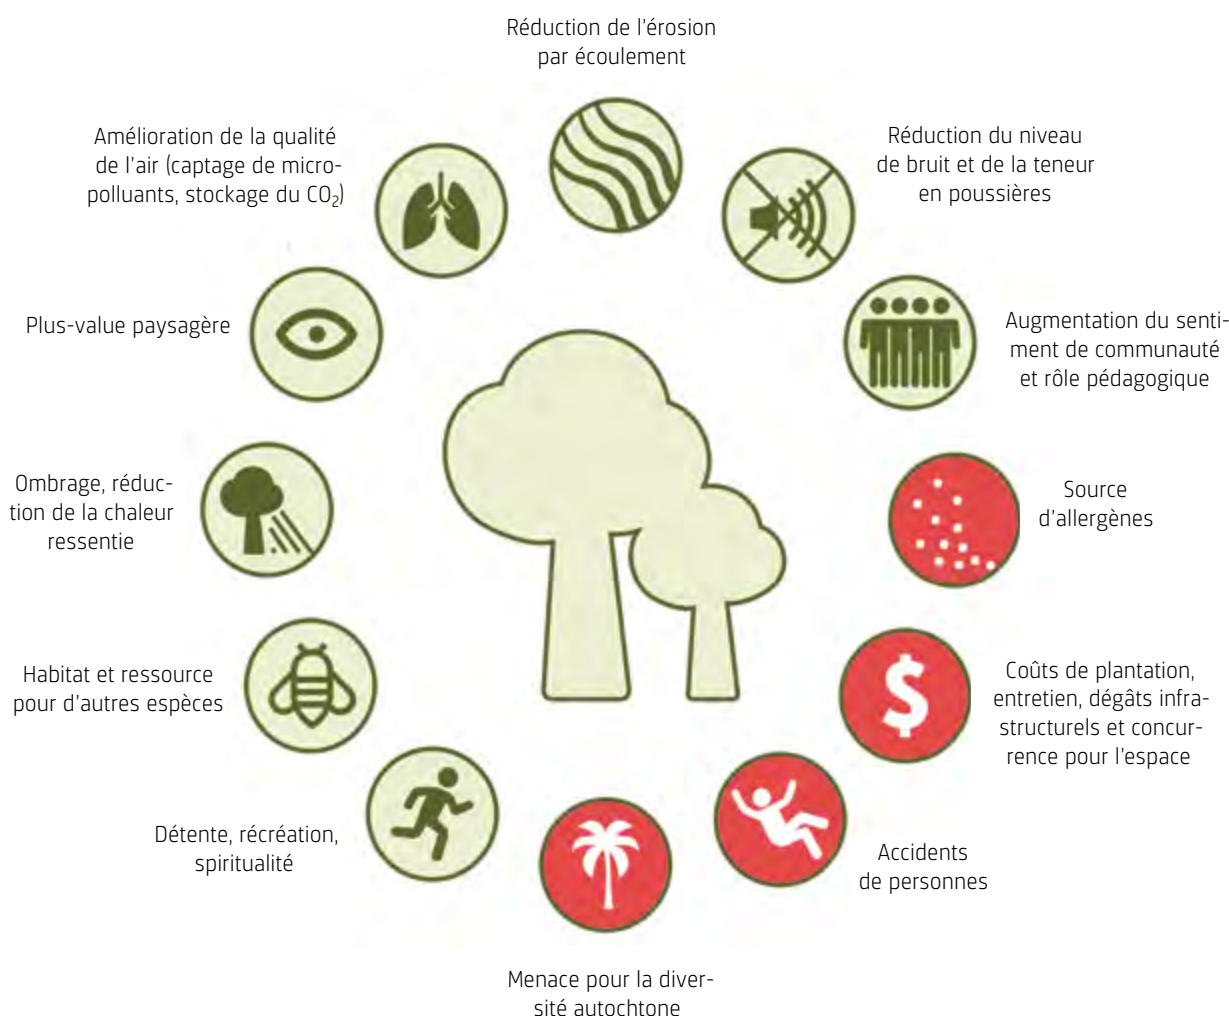 Réduction de l'érosion
par écoulement
Réduction du niveau
de bruit et de la teneur
en poussières
Augmentation du senti-
ment de communauté
et rôle pédagogique
Source
d'allergènes
Coûts de plantation,
entretien, dégâts infra-
structurels et concur-
rence pour l'espace
Accidents
de personnes
Menace pour la diver-
sité autochtone
Détente, récréation,
spiritualité
Habitat et ressource
pour d'autres espèces
Ombrage, réduc-
tion de la chaleur
ressentie
Plus-value paysagère
Amélioration de la qualité
de l'air (captage de micro-
polluants, stockage du CO₂)
$